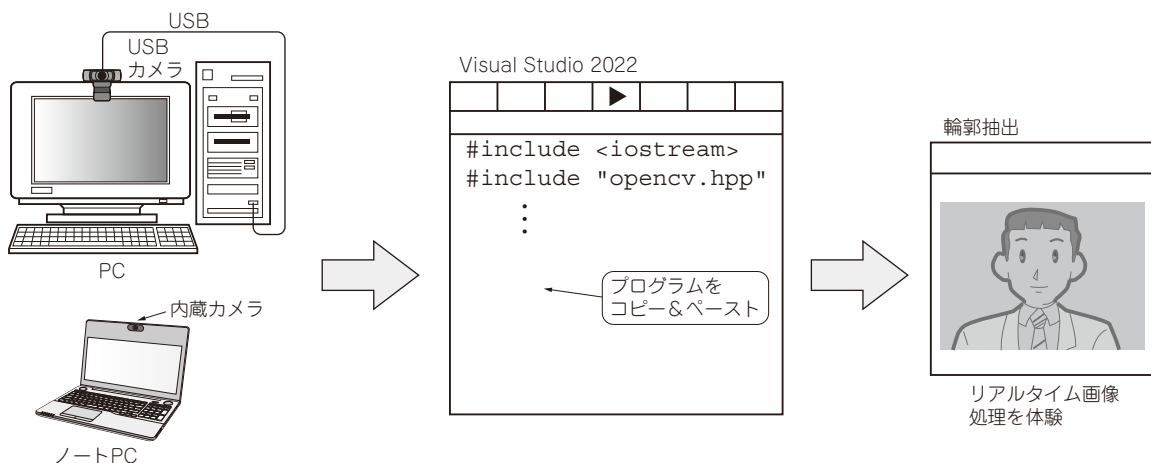 USB
USB
カメラ
PC
内蔵カメラ
ノートPC
Visual Studio 2022
#include <iostream>
#include "opencv.hpp"
プログラムを
コピー&ペースト
輪郭抽出
リアルタイム画像
処理を体験